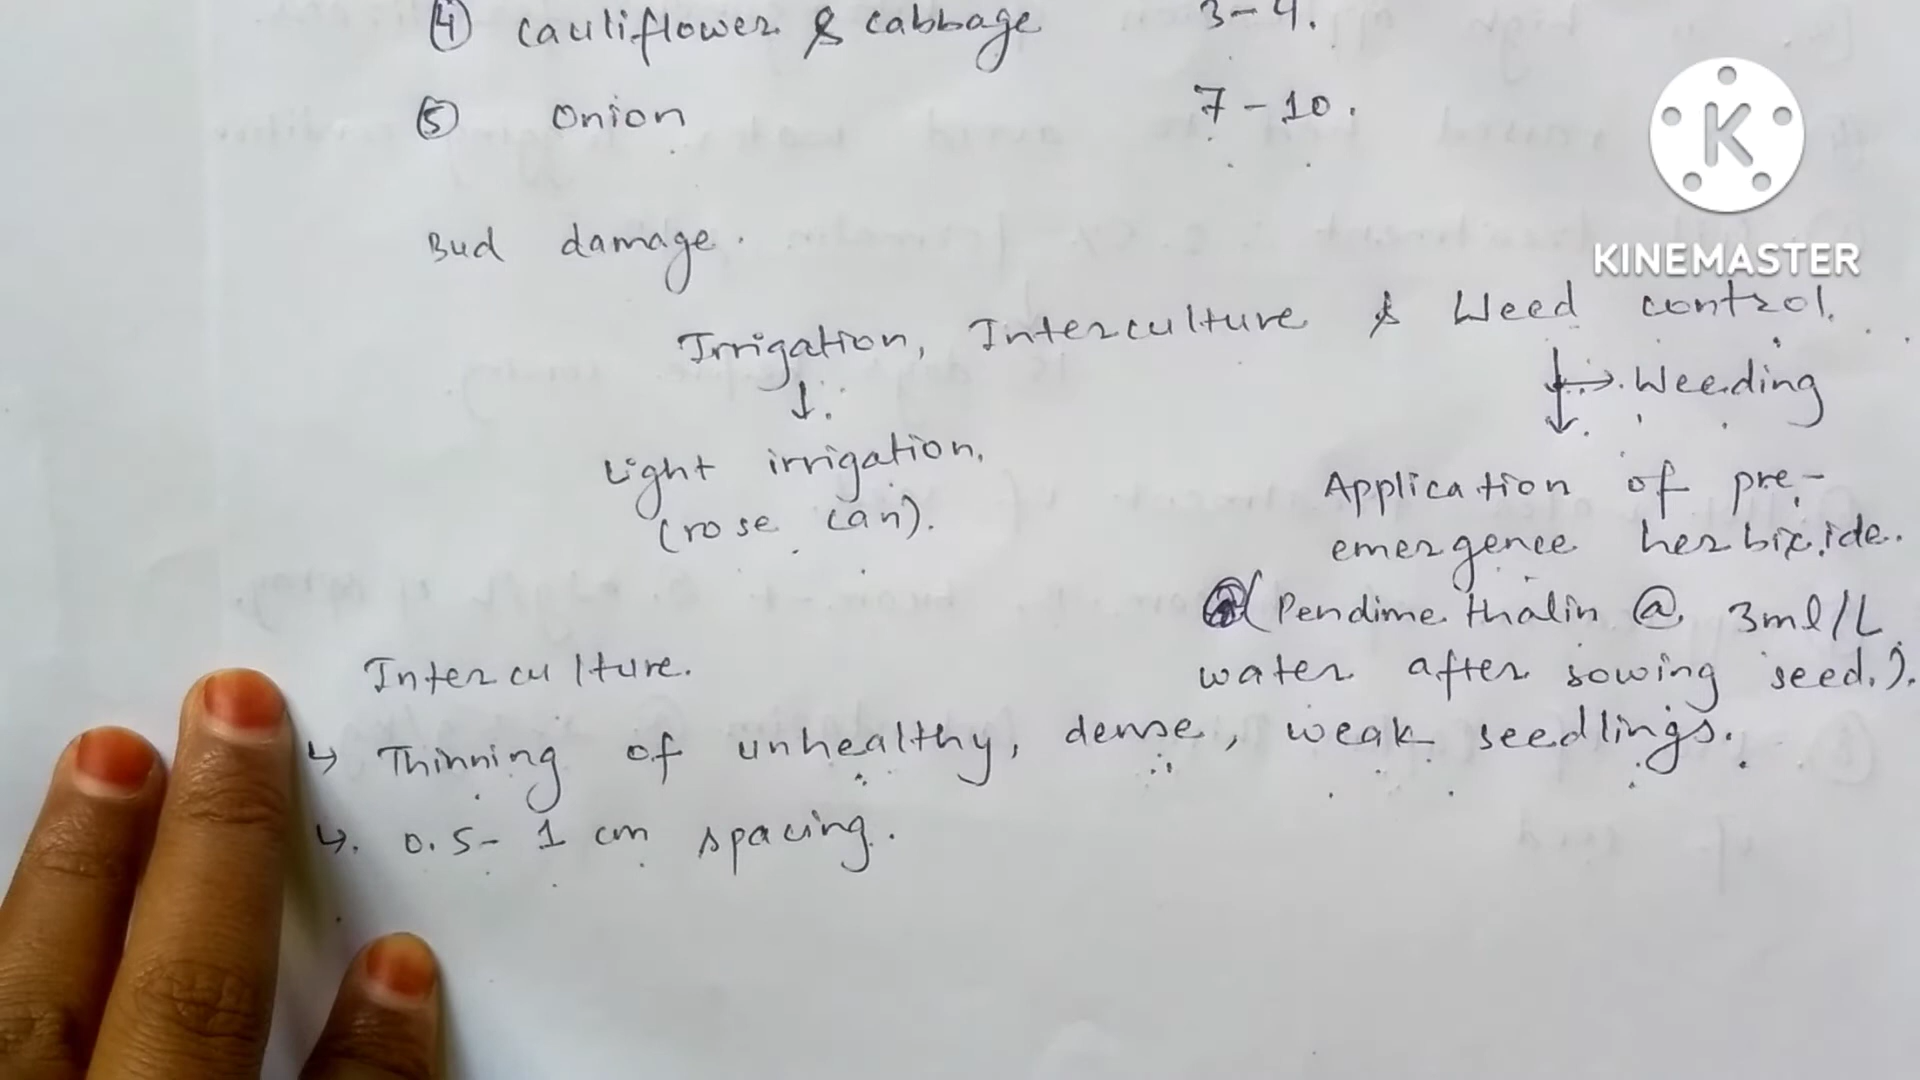 ④ cauliflower & cabbage 3-4.
⑤ Onion 7-10.
K
KINEMASTER
Bud damage.
Irrigation, Interculture & Weed control.
↓ → Weeding
Light irrigation.
(rose can).
Application of pre-
emergence herbicide.
(Pendimethalin @ 3ml/L
water after sowing seed.).
Interculture.
↳ Thinning of unhealthy, dense, weak seedlings.
↳ 0.5-1 cm spacing.